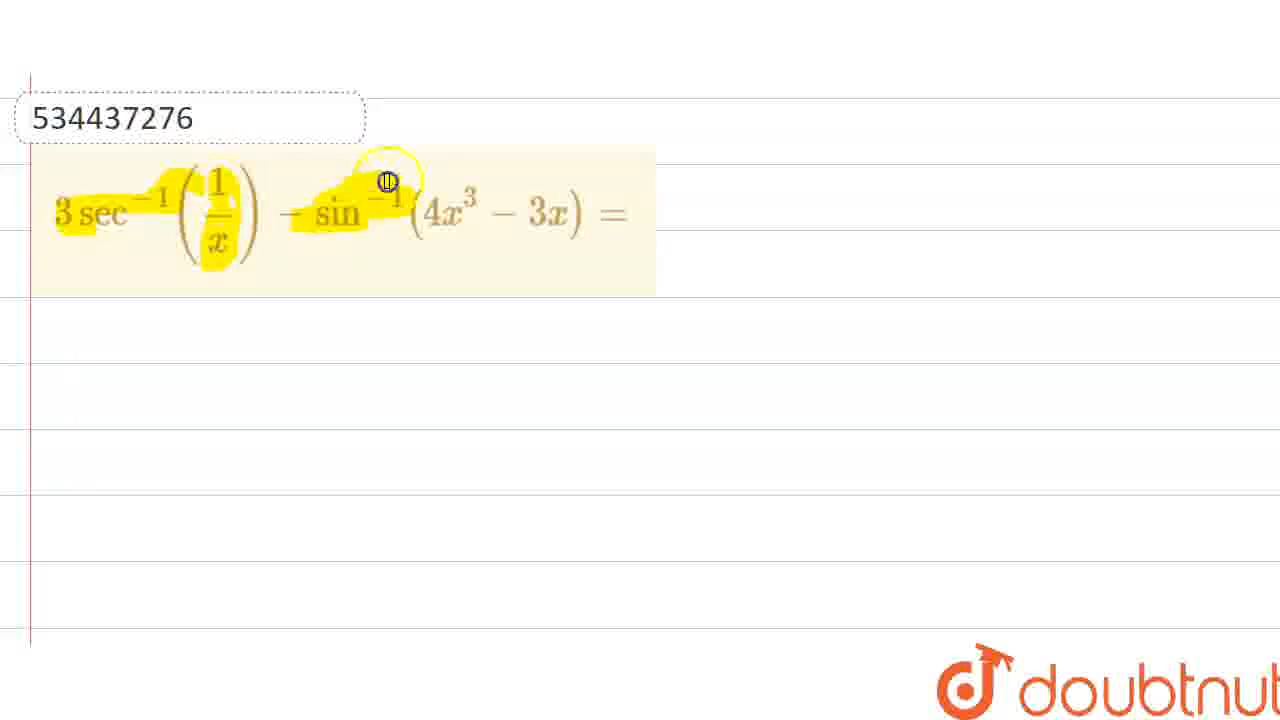 534437276
3 sec⁻¹(1/x) − sin⁻¹(4x³ − 3x) =
doubtnut